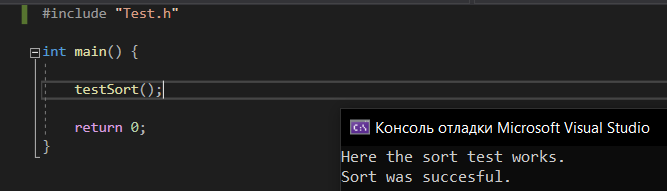 #include "Test.h"
int main() {
testSort();
return 0;
}
C:\ Консоль отладки Microsoft Visual Studio
Here the sort test works.
Sort was succesful.